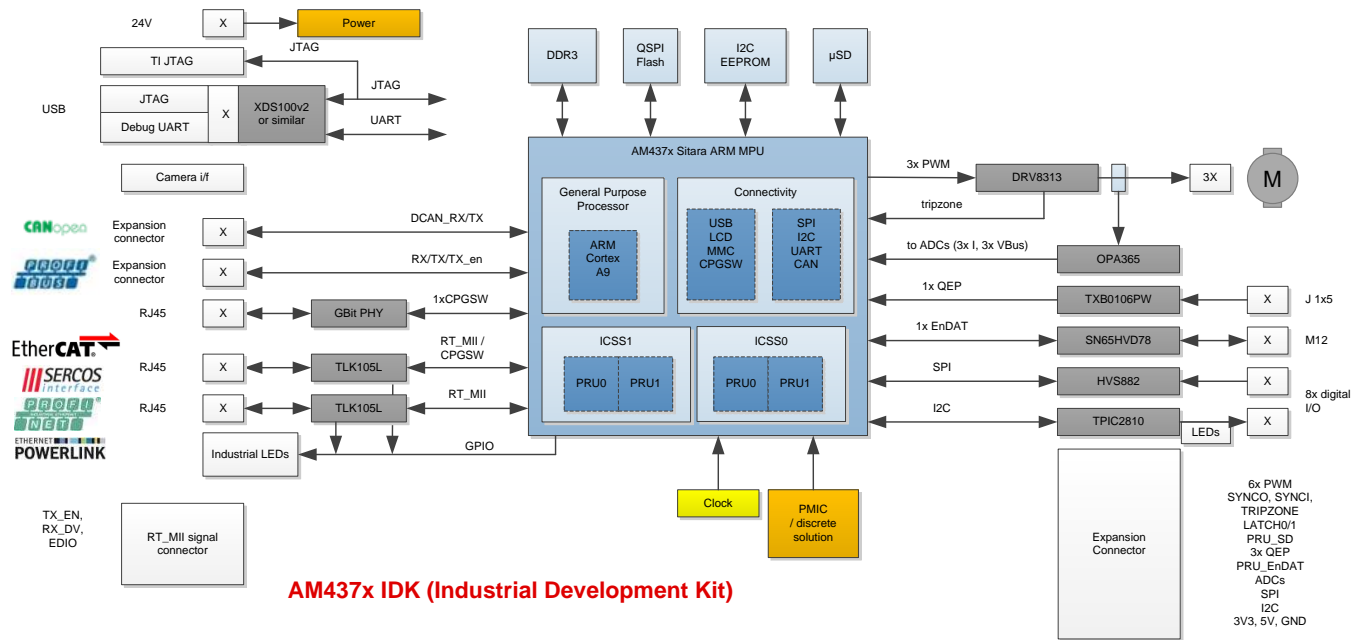 24V
X
Power
JTAG
TI JTAG
USB
JTAG
Debug UART
X
XDS100v2
or similar
JTAG
UART
Camera i/f
DDR3
QSPI
Flash
I2C
EEPROM
µSD
AM437x Sitara ARM MPU
General Purpose
Processor
ARM
Cortex
A9
Connectivity
USB
LCD
MMC
CPGSW
SPI
I2C
UART
CAN
ICSS1
PRU0
PRU1
ICSS0
PRU0
PRU1
CANopen
Expansion
connector
X
DCAN_RX/TX
PROFI
BUS
Expansion
connector
X
RX/TX/TX_en
RJ45
X
GBit PHY
1xCPGSW
EtherCAT.
RJ45
X
TLK105L
RT_MII /
CPGSW
SERCOS
interface
PROFI
INDUSTRIAL ETHERNET
NET
RJ45
X
TLK105L
RT_MII
ETHERNET
POWERLINK
Industrial LEDs
GPIO
3x PWM
DRV8313
3X
M
tripzone
to ADCs (3x I, 3x VBus)
OPA365
1x QEP
TXB0106PW
X
J 1x5
1x EnDAT
SN65HVD78
X
M12
SPI
HVS882
X
8x digital
I/O
I2C
TPIC2810
LEDs
X
Clock
PMIC
/ discrete
solution
TX_EN,
RX_DV,
EDIO
RT_MII signal
connector
Expansion
Connector
6x PWM
SYNCO, SYNCI,
TRIPZONE
LATCH0/1
PRU_SD
3x QEP
PRU_EnDAT
ADCs
SPI
I2C
3V3, 5V, GND
AM437x IDK (Industrial Development Kit)